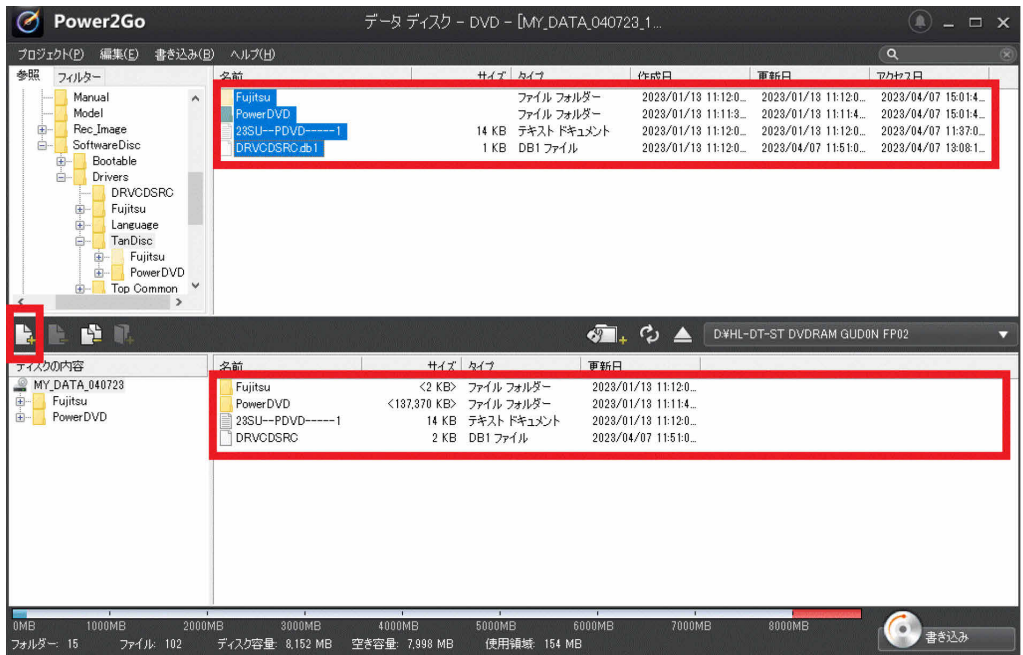 Power2Go データ ディスク - DVD - [MY_DATA_040723_1...
プロジェクト(P) 編集(E) 書き込み(B) ヘルプ(H)
参照 フィルター
Manual
Model
Rec_Image
SoftwareDisc
Bootable
Drivers
DRVCDSRC
Fujitsu
Language
TanDisc
Fujitsu
PowerDVD
Top Common
名前 サイズ タイプ 作成日 更新日 アクセス日
Fujitsu ファイル フォルダー 2023/01/13 11:12:0... 2023/01/13 11:12:0... 2023/04/07 15:01:4...
PowerDVD ファイル フォルダー 2023/01/13 11:11:3... 2023/01/13 11:11:4... 2023/04/07 15:01:4...
23SU--PDVD-----1 14 KB テキスト ドキュメント 2023/01/13 11:12:0... 2023/01/13 11:12:0... 2023/04/07 11:37:0...
DRVCDSRC.db1 1 KB DB1 ファイル 2023/01/13 11:12:0... 2023/04/07 11:51:0... 2023/04/07 13:08:1...
D:¥HL-DT-ST DVDRAM GUD0N FP02
ディスクの内容
MY_DATA_040723
Fujitsu
PowerDVD
名前 サイズ タイプ 更新日
Fujitsu <2 KB> ファイル フォルダー 2023/01/13 11:12:0...
PowerDVD <137,370 KB> ファイル フォルダー 2023/01/13 11:11:4...
23SU--PDVD-----1 14 KB テキスト ドキュメント 2023/01/13 11:12:0...
DRVCDSRC 2 KB DB1 ファイル 2023/04/07 11:51:0...
0MB 1000MB 2000MB 3000MB 4000MB 5000MB 6000MB 7000MB 8000MB
フォルダー: 15 ファイル: 102 ディスク容量: 8,152 MB 空き容量: 7,998 MB 使用領域: 154 MB
書き込み